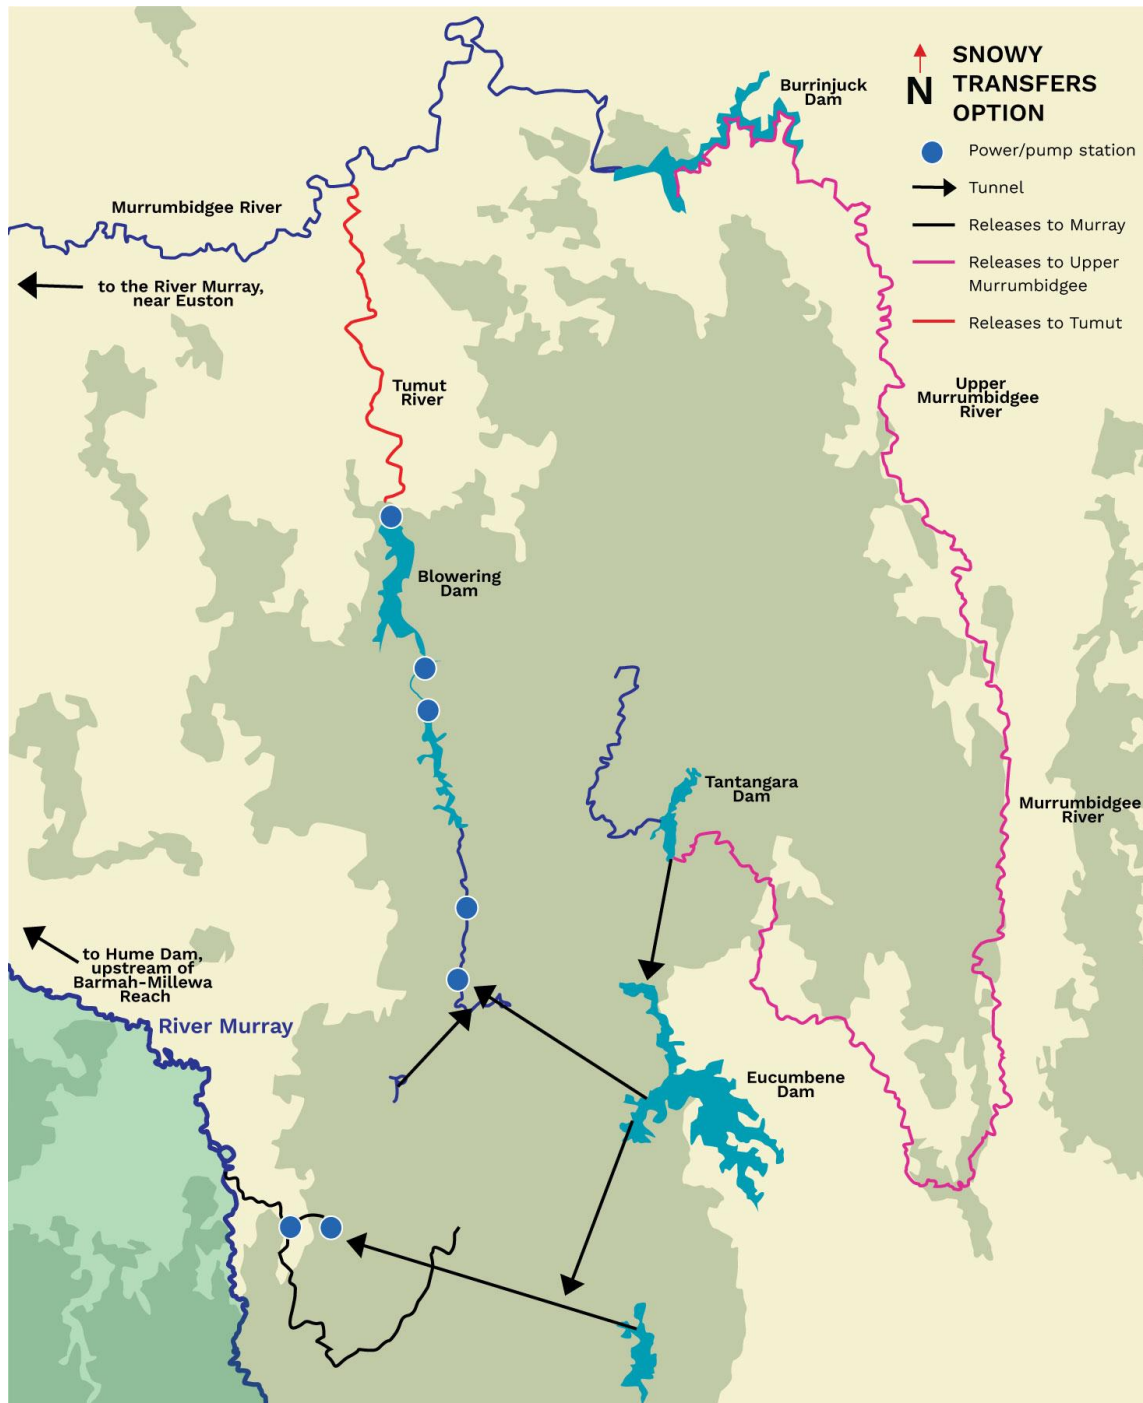 N
SNOWY
TRANSFERS
OPTION
Power/pump station
Tunnel
Releases to Murray
Releases to Upper
Murrumbidgee
Releases to Tumut
Burrinjuck
Dam
Murrumbidgee River
to the River Murray,
near Euston
Tumut
River
Upper
Murrumbidgee
River
Blowering
Dam
Tantangara
Dam
Murrumbidgee
River
to Hume Dam,
upstream of
Barmah-Millewa
Reach
River Murray
Eucumbene
Dam